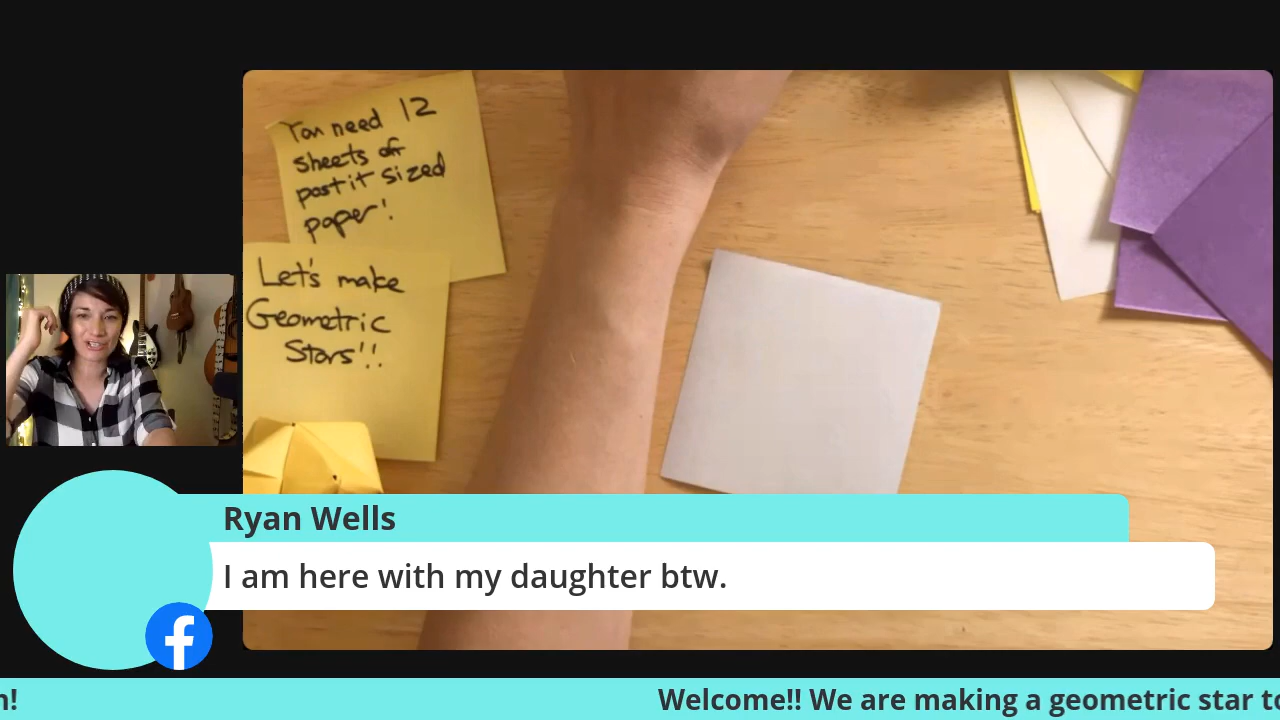 You need 12
sheets of
post it sized
paper!
Let's make
Geometric
Stars!!
Ryan Wells
I am here with my daughter btw.
n!
Welcome!! We are making a geometric star to